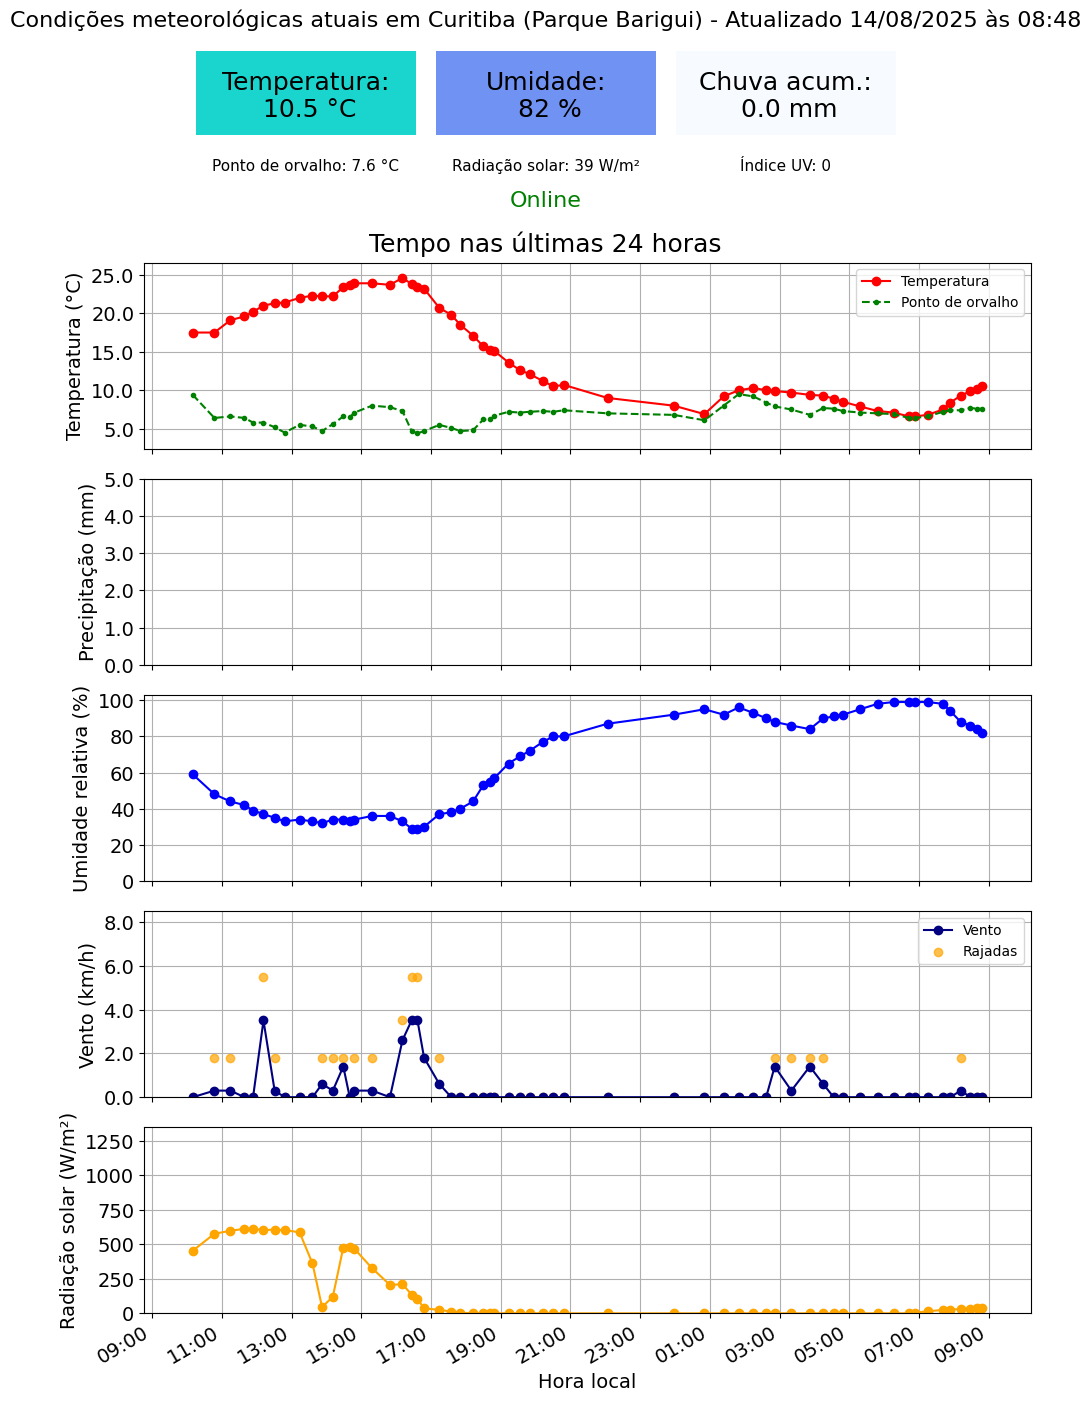 Condições meteorológicas atuais em Curitiba (Parque Barigui) - Atualizado 14/08/2025 às 08:48
Temperatura:
10.5 °C
Umidade:
82 %
Chuva acum.:
0.0 mm
Ponto de orvalho: 7.6 °C
Radiação solar: 39 W/m²
Índice UV: 0
Online
Tempo nas últimas 24 horas
Temperatura (°C)
25.0
20.0
15.0
10.0
5.0
Temperatura
Ponto de orvalho
Precipitação (mm)
5.0
4.0
3.0
2.0
1.0
0.0
Umidade relativa (%)
100
80
60
40
20
0
Vento (km/h)
8.0
6.0
4.0
2.0
0.0
Vento
Rajadas
Radiação solar (W/m²)
1250
1000
750
500
250
0
09:00
11:00
13:00
15:00
17:00
19:00
21:00
23:00
01:00
03:00
05:00
07:00
09:00
Hora local